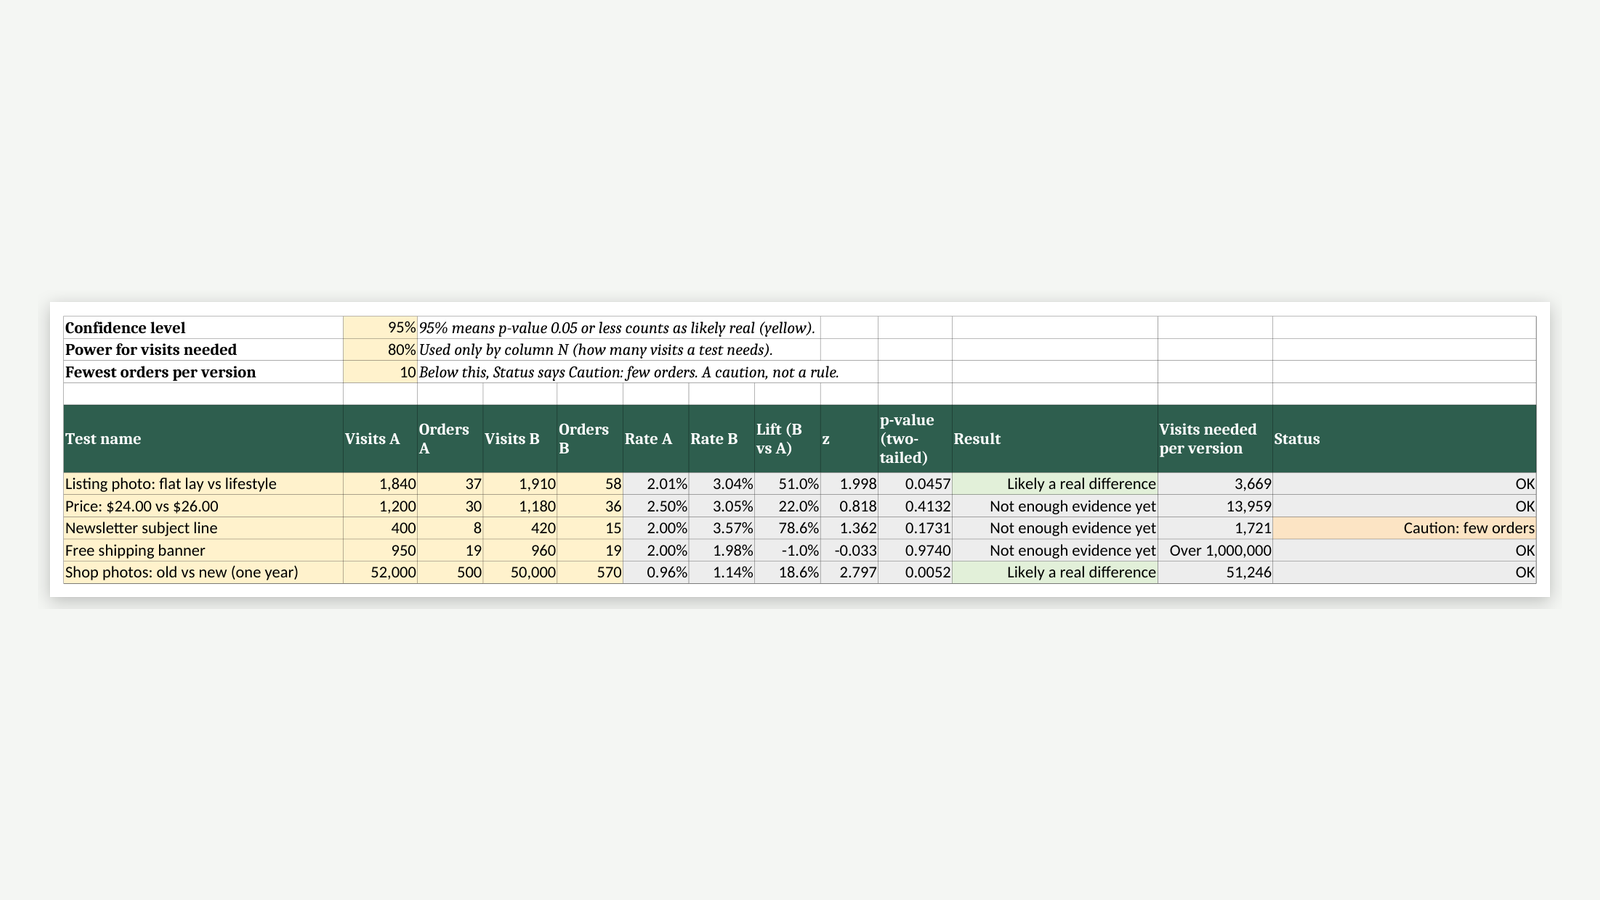 Confidence level 95% 95% means p-value 0.05 or less counts as likely real (yellow).
Power for visits needed 80% Used only by column N (how many visits a test needs).
Fewest orders per version 10 Below this, Status says Caution: few orders. A caution, not a rule.
Test name Visits A Orders A Visits B Orders B Rate A Rate B Lift (B vs A) z p-value (two-tailed) Result Visits needed per version Status
Listing photo: flat lay vs lifestyle 1,840 37 1,910 58 2.01% 3.04% 51.0% 1.998 0.0457 Likely a real difference 3,669 OK
Price: $24.00 vs $26.00 1,200 30 1,180 36 2.50% 3.05% 22.0% 0.818 0.4132 Not enough evidence yet 13,959 OK
Newsletter subject line 400 8 420 15 2.00% 3.57% 78.6% 1.362 0.1731 Not enough evidence yet 1,721 Caution: few orders
Free shipping banner 950 19 960 19 2.00% 1.98% -1.0% -0.033 0.9740 Not enough evidence yet Over 1,000,000 OK
Shop photos: old vs new (one year) 52,000 500 50,000 570 0.96% 1.14% 18.6% 2.797 0.0052 Likely a real difference 51,246 OK